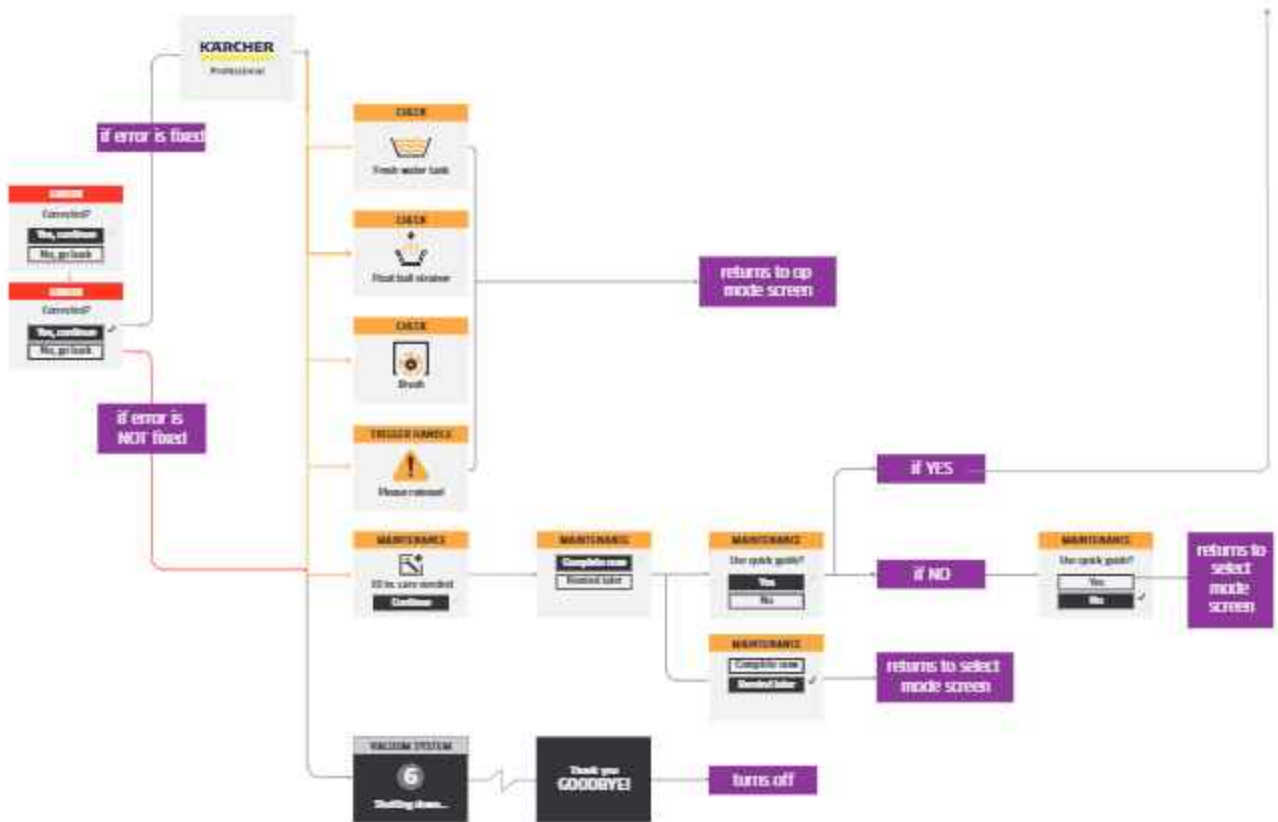 KÄRCHER
Professional
if error is fixed
CHECK
Fresh water tank
Corrected?
Yes, continue
No, go back
CHECK
Float ball strainer
returns to op
mode screen
Corrected?
Yes, continue
No, go back
CHECK
Brush
if error is
NOT fixed
TRIGGER HANDLE
Please release!
if YES
MAINTENANCE
care needed
Continue
MAINTENANCE
Complete now
Remind later
MAINTENANCE
Use quick guide?
Yes
No
if NO
MAINTENANCE
Use quick guide?
Yes
No
returns to
select
mode
screen
MAINTENANCE
Complete now
Remind later
returns to select
mode screen
VACUUM SYSTEM
6
Shutting down...
Thank you
GOODBYE!
turns off